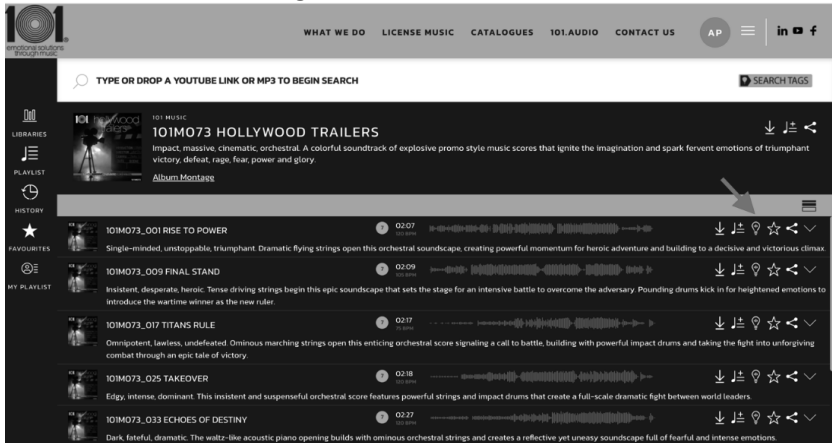 101®
emotional solutions
through music
WHAT WE DO LICENSE MUSIC CATALOGUES 101.AUDIO CONTACT US AP in f
TYPE OR DROP A YOUTUBE LINK OR MP3 TO BEGIN SEARCH SEARCH TAGS
LIBRARIES
PLAYLIST
HISTORY
FAVOURITES
MY PLAYLIST
101 hollywood
trailers
101 MUSIC
101M073 HOLLYWOOD TRAILERS
Impact, massive, cinematic, orchestral. A colorful soundtrack of explosive promo style music scores that ignite the imagination and spark fervent emotions of triumphant
victory, defeat, rage, fear, power and glory.
Album Montage
101M073_001 RISE TO POWER 7 02:07
Single-minded, unstoppable, triumphant. Dramatic flying strings open this orchestral soundscape, creating powerful momentum for heroic adventure and building to a decisive and victorious climax.
101M073_009 FINAL STAND 7 02:09
Insistent, desperate, heroic. Tense driving strings begin this epic soundscape that sets the stage for an intensive battle to overcome the adversary. Pounding drums kick in for heightened emotions to
introduce the wartime winner as the new ruler.
101M073_017 TITANS RULE 7 02:17
Omnipotent, lawless, undefeated. Ominous marching strings open this enticing orchestral score signaling a call to battle, building with powerful impact drums and taking the fight into unforgiving
combat through an epic tale of victory.
101M073_025 TAKEOVER 7 02:18
Edgy, intense, dominant. This insistent and suspenseful orchestral score features powerful strings and impact drums that create a full-scale dramatic fight between world leaders.
101M073_033 ECHOES OF DESTINY 7 02:27
Dark, fateful, dramatic. The waltz-like acoustic piano opening builds with ominous orchestral strings and creates a reflective yet uneasy soundscape full of fearful and intense emotions.